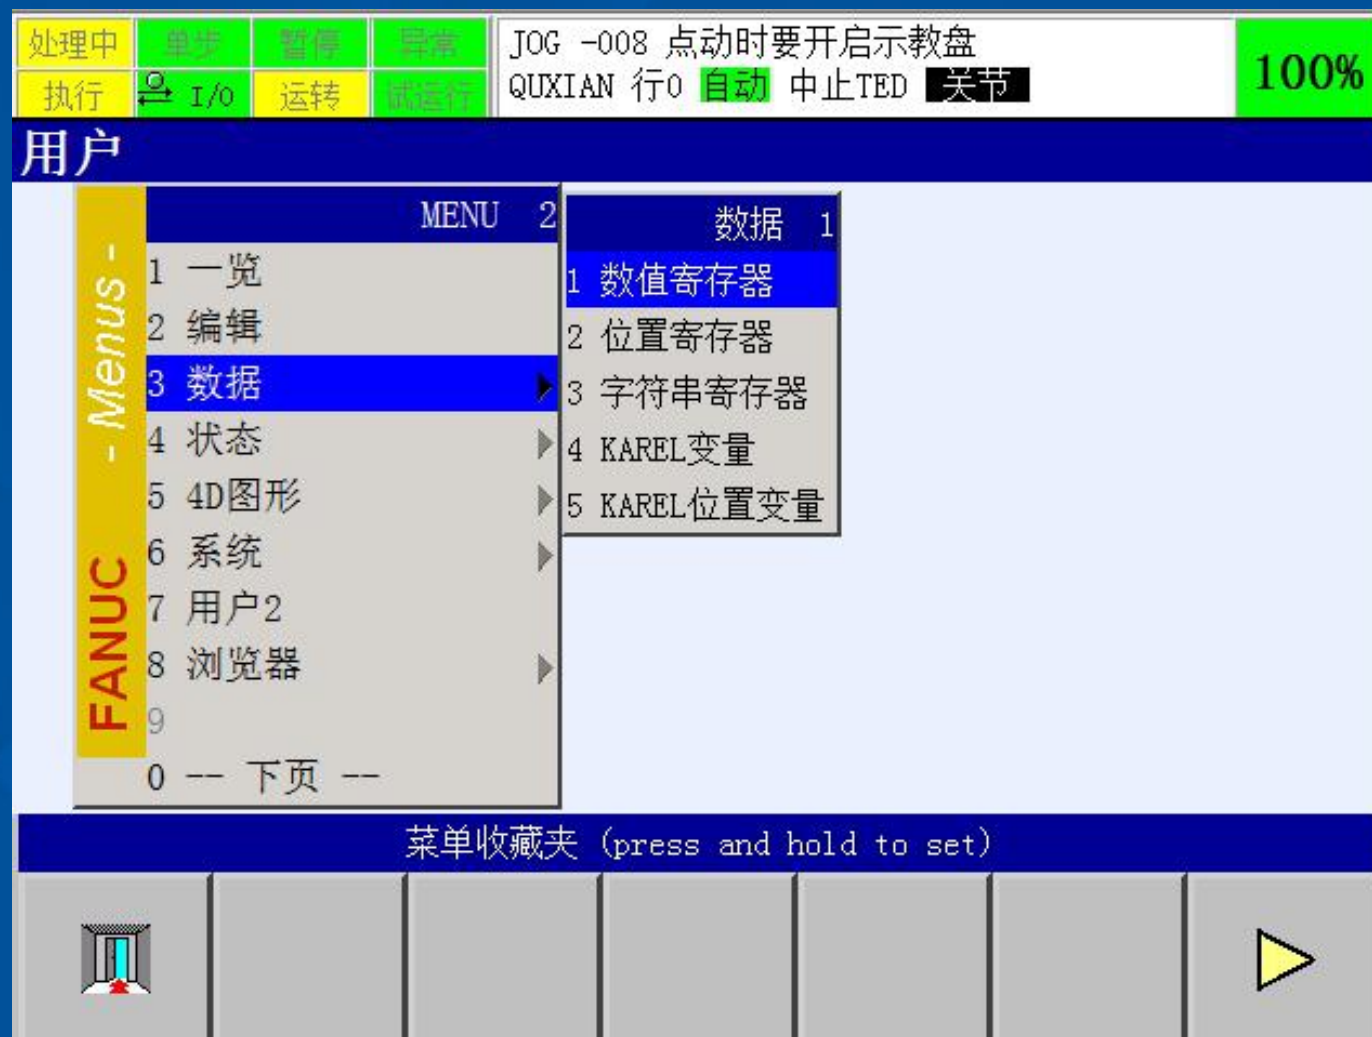 处理中 单步 暂停 异常
执行 I/O 运转 试运行
JOG -008 点动时要开启示教盘
QUXIAN 行0 自动 中止TED 关节
100%
用户
- Menus -
FANUC
MENU 2
1 一览
2 编辑
3 数据
4 状态
5 4D图形
6 系统
7 用户2
8 浏览器
9
0 -- 下页 --
数据 1
1 数值寄存器
2 位置寄存器
3 字符串寄存器
4 KAREL变量
5 KAREL位置变量
菜单收藏夹 (press and hold to set)